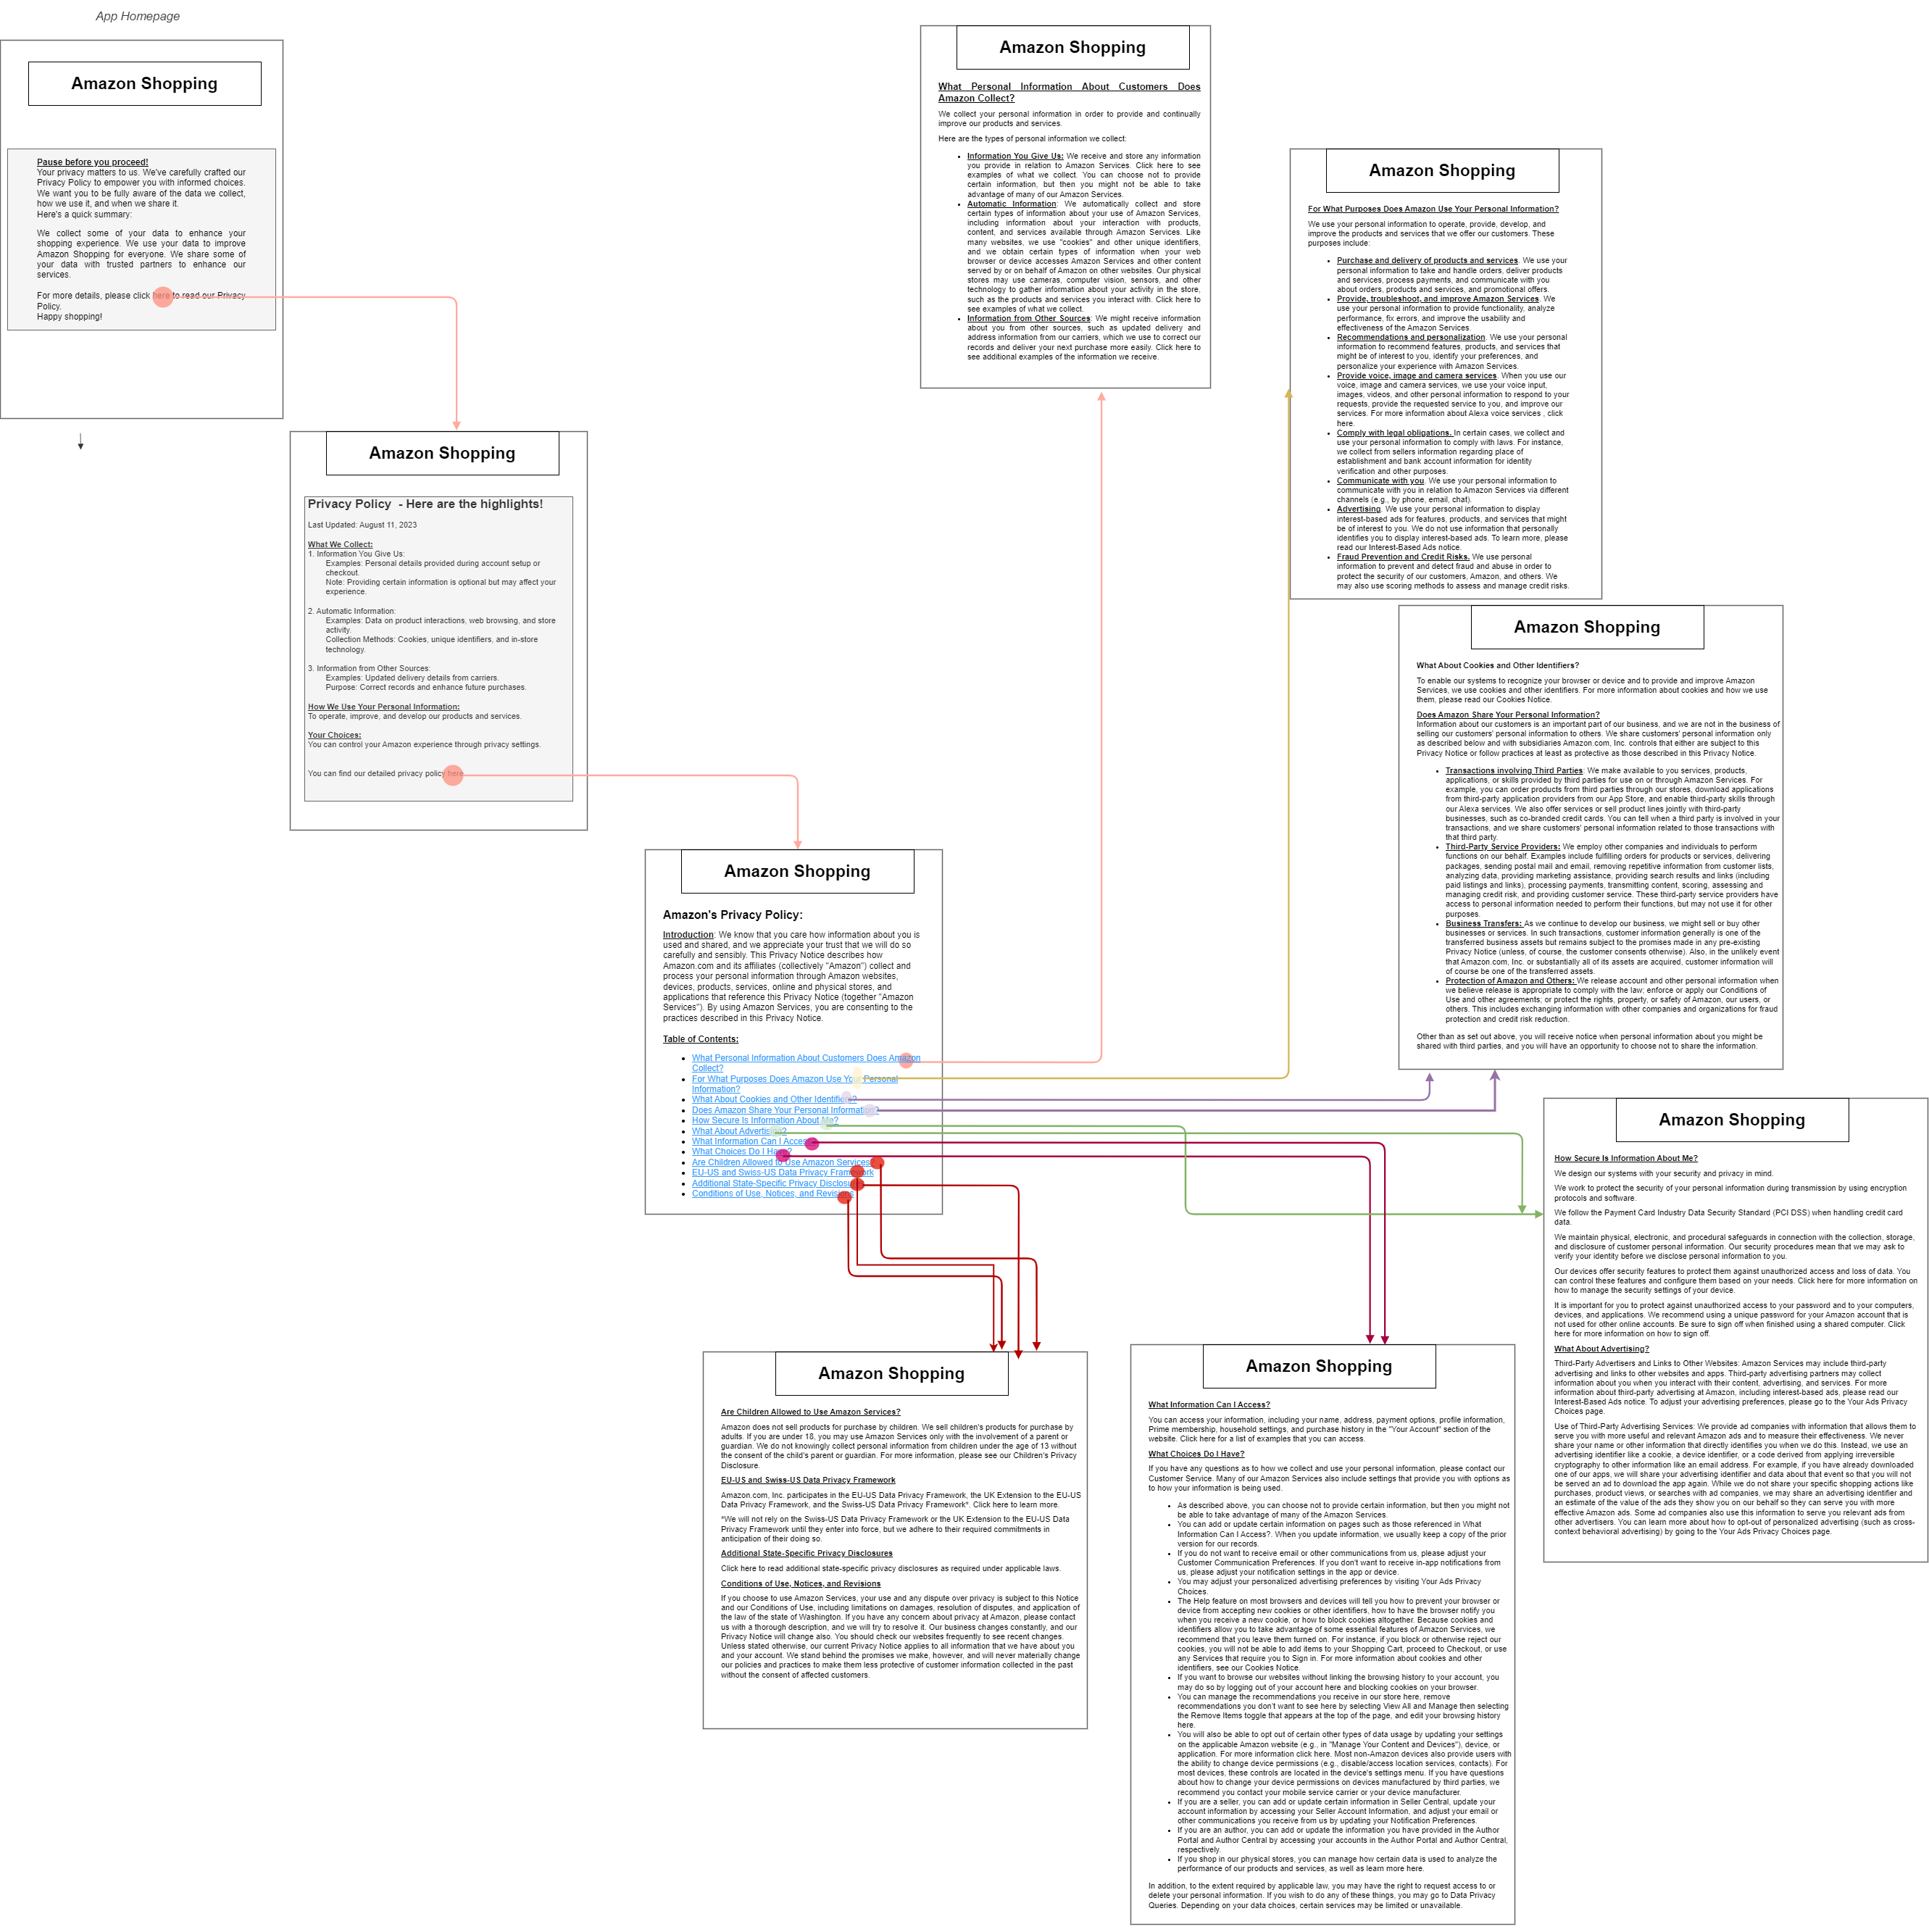 App Homepage
Amazon Shopping
Pause before you proceed!
Your privacy matters to us. We've carefully crafted our
Privacy Policy to empower you with informed choices.
We want you to be fully aware of the data we collect,
how we use it, and when we share it.
Here's a quick summary:
We collect some of your data to enhance your
shopping experience. We use your data to improve
Amazon Shopping for everyone. We share some of
your data with trusted partners to enhance our
services.
For more details, please click here to read our Privacy
Policy.
Happy shopping!
Amazon Shopping
Privacy Policy - Here are the highlights!
Last Updated: August 11, 2023
What We Collect:
1. Information You Give Us:
Examples: Personal details provided during account setup or
checkout.
Note: Providing certain information is optional but may affect your
experience.
2. Automatic Information:
Examples: Data on product interactions, web browsing, and store
activity.
Collection Methods: Cookies, unique identifiers, and in-store
technology.
3. Information from Other Sources:
Examples: Updated delivery details from carriers.
Purpose: Correct records and enhance future purchases.
How We Use Your Personal Information:
To operate, improve, and develop our products and services.
Your Choices:
You can control your Amazon experience through privacy settings.
You can find our detailed privacy policy here
Amazon Shopping
Amazon's Privacy Policy:
Introduction: We know that you care how information about you is
used and shared, and we appreciate your trust that we will do so
carefully and sensibly. This Privacy Notice describes how
Amazon.com and its affiliates (collectively "Amazon") collect and
process your personal information through Amazon websites,
devices, products, services, online and physical stores, and
applications that reference this Privacy Notice (together "Amazon
Services"). By using Amazon Services, you are consenting to the
practices described in this Privacy Notice.
Table of Contents:
• What Personal Information About Customers Does Amazon
Collect?
• For What Purposes Does Amazon Use Your Personal
Information?
• What About Cookies and Other Identifiers?
• Does Amazon Share Your Personal Information?
• How Secure Is Information About Me?
• What About Advertising?
• What Information Can I Access
• What Choices Do I Have?
• Are Children Allowed to Use Amazon Services
• EU-US and Swiss-US Data Privacy Framework
• Additional State-Specific Privacy Disclosu
• Conditions of Use, Notices, and Revisions
Amazon Shopping
What Personal Information About Customers Does
Amazon Collect?
We collect your personal information in order to provide and continually
improve our products and services.
Here are the types of personal information we collect:
• Information You Give Us: We receive and store any information
you provide in relation to Amazon Services. Click here to see
examples of what we collect. You can choose not to provide
certain information, but then you might not be able to take
advantage of many of our Amazon Services.
• Automatic Information: We automatically collect and store
certain types of information about your use of Amazon Services,
including information about your interaction with products,
content, and services available through Amazon Services. Like
many websites, we use "cookies" and other unique identifiers,
and we obtain certain types of information when your web
browser or device accesses Amazon Services and other content
served by or on behalf of Amazon on other websites. Our physical
stores may use cameras, computer vision, sensors, and other
technology to gather information about your activity in the store,
such as the products and services you interact with. Click here to
see examples of what we collect.
• Information from Other Sources: We might receive information
about you from other sources, such as updated delivery and
address information from our carriers, which we use to correct our
records and deliver your next purchase more easily. Click here to
see additional examples of the information we receive.
Amazon Shopping
For What Purposes Does Amazon Use Your Personal Information?
We use your personal information to operate, provide, develop, and
improve the products and services that we offer our customers. These
purposes include:
• Purchase and delivery of products and services. We use your
personal information to take and handle orders, deliver products
and services, process payments, and communicate with you
about orders, products and services, and promotional offers.
• Provide, troubleshoot, and improve Amazon Services. We
use your personal information to provide functionality, analyze
performance, fix errors, and improve the usability and
effectiveness of the Amazon Services.
• Recommendations and personalization. We use your personal
information to recommend features, products, and services that
might be of interest to you, identify your preferences, and
personalize your experience with Amazon Services.
• Provide voice, image and camera services. When you use our
voice, image and camera services, we use your voice input,
images, videos, and other personal information to respond to your
requests, provide the requested service to you, and improve our
services. For more information about Alexa voice services , click
here.
• Comply with legal obligations. In certain cases, we collect and
use your personal information to comply with laws. For instance,
we collect from sellers information regarding place of
establishment and bank account information for identity
verification and other purposes.
• Communicate with you. We use your personal information to
communicate with you in relation to Amazon Services via different
channels (e.g., by phone, email, chat).
• Advertising. We use your personal information to display
interest-based ads for features, products, and services that might
be of interest to you. We do not use information that personally
identifies you to display interest-based ads. To learn more, please
read our Interest-Based Ads notice.
• Fraud Prevention and Credit Risks. We use personal
information to prevent and detect fraud and abuse in order to
protect the security of our customers, Amazon, and others. We
may also use scoring methods to assess and manage credit risks.
Amazon Shopping
What About Cookies and Other Identifiers?
To enable our systems to recognize your browser or device and to provide and improve Amazon
Services, we use cookies and other identifiers. For more information about cookies and how we use
them, please read our Cookies Notice.
Does Amazon Share Your Personal Information?
Information about our customers is an important part of our business, and we are not in the business of
selling our customers' personal information to others. We share customers' personal information only
as described below and with subsidiaries Amazon.com, Inc. controls that either are subject to this
Privacy Notice or follow practices at least as protective as those described in this Privacy Notice.
• Transactions involving Third Parties: We make available to you services, products,
applications, or skills provided by third parties for use on or through Amazon Services. For
example, you can order products from third parties through our stores, download applications
from third-party application providers from our App Store, and enable third-party skills through
our Alexa services. We also offer services or sell product lines jointly with third-party
businesses, such as co-branded credit cards. You can tell when a third party is involved in your
transactions, and we share customers' personal information related to those transactions with
that third party.
• Third-Party Service Providers: We employ other companies and individuals to perform
functions on our behalf. Examples include fulfilling orders for products or services, delivering
packages, sending postal mail and email, removing repetitive information from customer lists,
analyzing data, providing marketing assistance, providing search results and links (including
paid listings and links), processing payments, transmitting content, scoring, assessing and
managing credit risk, and providing customer service. These third-party service providers have
access to personal information needed to perform their functions, but may not use it for other
purposes.
• Business Transfers: As we continue to develop our business, we might sell or buy other
businesses or services. In such transactions, customer information generally is one of the
transferred business assets but remains subject to the promises made in any pre-existing
Privacy Notice (unless, of course, the customer consents otherwise). Also, in the unlikely event
that Amazon.com, Inc. or substantially all of its assets are acquired, customer information will
of course be one of the transferred assets.
• Protection of Amazon and Others: We release account and other personal information when
we believe release is appropriate to comply with the law; enforce or apply our Conditions of
Use and other agreements; or protect the rights, property, or safety of Amazon, our users, or
others. This includes exchanging information with other companies and organizations for fraud
protection and credit risk reduction.
Other than as set out above, you will receive notice when personal information about you might be
shared with third parties, and you will have an opportunity to choose not to share the information.
Amazon Shopping
How Secure Is Information About Me?
We design our systems with your security and privacy in mind.
We work to protect the security of your personal information during transmission by using encryption
protocols and software.
We follow the Payment Card Industry Data Security Standard (PCI DSS) when handling credit card
data.
We maintain physical, electronic, and procedural safeguards in connection with the collection, storage,
and disclosure of customer personal information. Our security procedures mean that we may ask to
verify your identity before we disclose personal information to you.
Our devices offer security features to protect them against unauthorized access and loss of data. You
can control these features and configure them based on your needs. Click here for more information on
how to manage the security settings of your device.
It is important for you to protect against unauthorized access to your password and to your computers,
devices, and applications. We recommend using a unique password for your Amazon account that is
not used for other online accounts. Be sure to sign off when finished using a shared computer. Click
here for more information on how to sign off.
What About Advertising?
Third-Party Advertisers and Links to Other Websites: Amazon Services may include third-party
advertising and links to other websites and apps. Third-party advertising partners may collect
information about you when you interact with their content, advertising, and services. For more
information about third-party advertising at Amazon, including interest-based ads, please read our
Interest-Based Ads notice. To adjust your advertising preferences, please go to the Your Ads Privacy
Choices page.
Use of Third-Party Advertising Services: We provide ad companies with information that allows them to
serve you with more useful and relevant Amazon ads and to measure their effectiveness. We never
share your name or other information that directly identifies you when we do this. Instead, we use an
advertising identifier like a cookie, a device identifier, or a code derived from applying irreversible
cryptography to other information like an email address. For example, if you have already downloaded
one of our apps, we will share your advertising identifier and data about that event so that you will not
be served an ad to download the app again. While we do not share your specific shopping actions like
purchases, product views, or searches with ad companies, we may share an advertising identifier and
an estimate of the value of the ads they show you on our behalf so they can serve you with more
effective Amazon ads. Some ad companies also use this information to serve you relevant ads from
other advertisers. You can learn more about how to opt-out of personalized advertising (such as cross-
context behavioral advertising) by going to the Your Ads Privacy Choices page.
Amazon Shopping
Are Children Allowed to Use Amazon Services?
Amazon does not sell products for purchase by children. We sell children's products for purchase by
adults. If you are under 18, you may use Amazon Services only with the involvement of a parent or
guardian. We do not knowingly collect personal information from children under the age of 13 without
the consent of the child's parent or guardian. For more information, please see our Children's Privacy
Disclosure.
EU-US and Swiss-US Data Privacy Framework
Amazon.com, Inc. participates in the EU-US Data Privacy Framework, the UK Extension to the EU-US
Data Privacy Framework, and the Swiss-US Data Privacy Framework*. Click here to learn more.
*We will not rely on the Swiss-US Data Privacy Framework or the UK Extension to the EU-US Data
Privacy Framework until they enter into force, but we adhere to their required commitments in
anticipation of their doing so.
Additional State-Specific Privacy Disclosures
Click here to read additional state-specific privacy disclosures as required under applicable laws.
Conditions of Use, Notices, and Revisions
If you choose to use Amazon Services, your use and any dispute over privacy is subject to this Notice
and our Conditions of Use, including limitations on damages, resolution of disputes, and application of
the law of the state of Washington. If you have any concern about privacy at Amazon, please contact
us with a thorough description, and we will try to resolve it. Our business changes constantly, and our
Privacy Notice will change also. You should check our websites frequently to see recent changes.
Unless stated otherwise, our current Privacy Notice applies to all information that we have about you
and your account. We stand behind the promises we make, however, and will never materially change
our policies and practices to make them less protective of customer information collected in the past
without the consent of affected customers.
Amazon Shopping
What Information Can I Access?
You can access your information, including your name, address, payment options, profile information,
Prime membership, household settings, and purchase history in the "Your Account" section of the
website. Click here for a list of examples that you can access.
What Choices Do I Have?
If you have any questions as to how we collect and use your personal information, please contact our
Customer Service. Many of our Amazon Services also include settings that provide you with options as
to how your information is being used.
• As described above, you can choose not to provide certain information, but then you might not
be able to take advantage of many of the Amazon Services.
• You can add or update certain information on pages such as those referenced in What
Information Can I Access?. When you update information, we usually keep a copy of the prior
version for our records.
• If you do not want to receive email or other communications from us, please adjust your
Customer Communication Preferences. If you don't want to receive in-app notifications from
us, please adjust your notification settings in the app or device.
• You may adjust your personalized advertising preferences by visiting Your Ads Privacy
Choices.
• The Help feature on most browsers and devices will tell you how to prevent your browser or
device from accepting new cookies or other identifiers, how to have the browser notify you
when you receive a new cookie, or how to block cookies altogether. Because cookies and
identifiers allow you to take advantage of some essential features of Amazon Services, we
recommend that you leave them turned on. For instance, if you block or otherwise reject our
cookies, you will not be able to add items to your Shopping Cart, proceed to Checkout, or use
any Services that require you to Sign in. For more information about cookies and other
identifiers, see our Cookies Notice.
• If you want to browse our websites without linking the browsing history to your account, you
may do so by logging out of your account here and blocking cookies on your browser.
• You can manage the recommendations you receive in our store here, remove
recommendations you don't want to see here by selecting View All and Manage then selecting
the Remove Items toggle that appears at the top of the page, and edit your browsing history
here.
• You will also be able to opt out of certain other types of data usage by updating your settings
on the applicable Amazon website (e.g., in "Manage Your Content and Devices"), device, or
application. For more information click here. Most non-Amazon devices also provide users with
the ability to change device permissions (e.g., disable/access location services, contacts). For
most devices, these controls are located in the device's settings menu. If you have questions
about how to change your device permissions on devices manufactured by third parties, we
recommend you contact your mobile service carrier or your device manufacturer.
• If you are a seller, you can add or update certain information in Seller Central, update your
account information by accessing your Seller Account Information, and adjust your email or
other communications you receive from us by updating your Notification Preferences.
• If you are an author, you can add or update the information you have provided in the Author
Portal and Author Central by accessing your accounts in the Author Portal and Author Central,
respectively.
• If you shop in our physical stores, you can manage how certain data is used to analyze the
performance of our products and services, as well as learn more here.
In addition, to the extent required by applicable law, you may have the right to request access to or
delete your personal information. If you wish to do any of these things, you may go to Data Privacy
Queries. Depending on your data choices, certain services may be limited or unavailable.